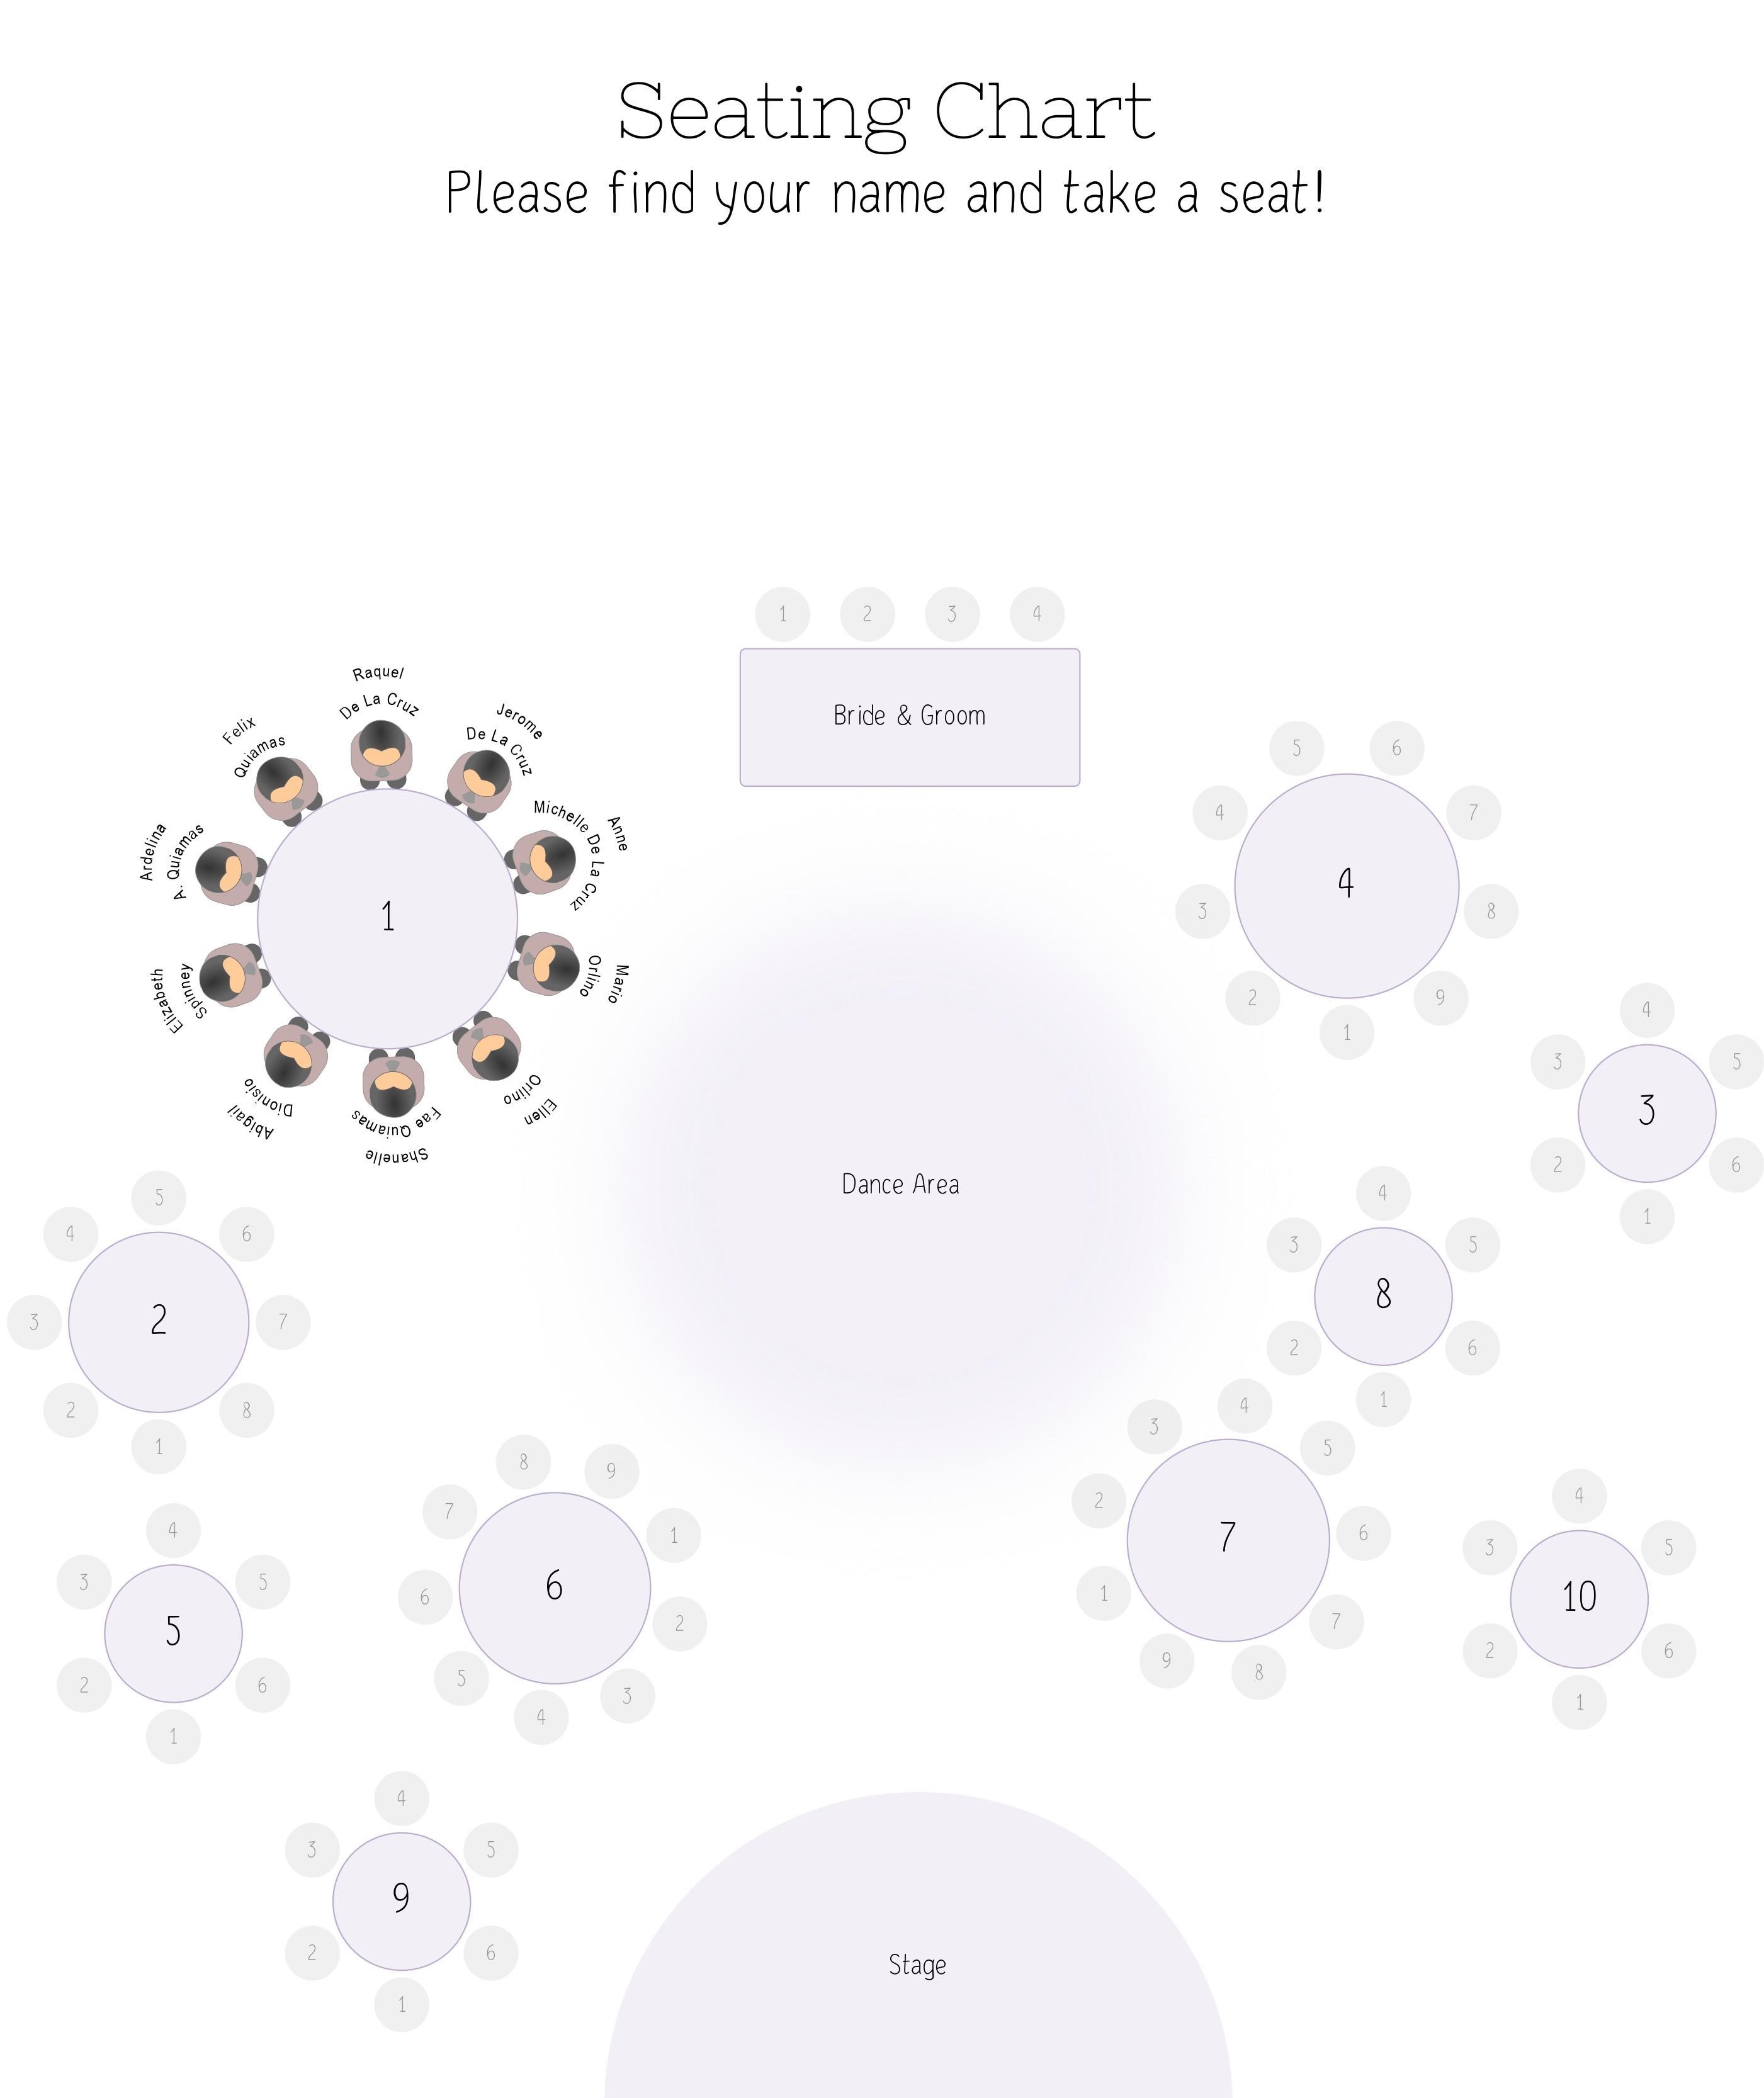 Seating Chart
Please find your name and take a seat!
1 2 3 4
Bride & Groom
Raquel
De La Cruz
Jerome
De La Cruz
Anne
Michelle De La Cruz
Mario
Orlino
Ellen
Orlino
Shanelle
Fae Quiamas
Abigail
Dionisio
Elizabeth
Spinney
Ardelina
A. Quiamas
Felix
Quiamas
1
5 6
4 7
4
3 8
2 9
1
4
3 5
3
2 6
1
Dance Area
5
4 6
3 2 7
2 8
1
4
3 5
8
2 6
1
4
3 5
5
2 6
1
8 9
7 1
6 6 2
5 3
4
3 4 5
2 7 6
1 7
9 8
4
3 5
10
2 6
1
4
3 5
9
2 6
1
Stage